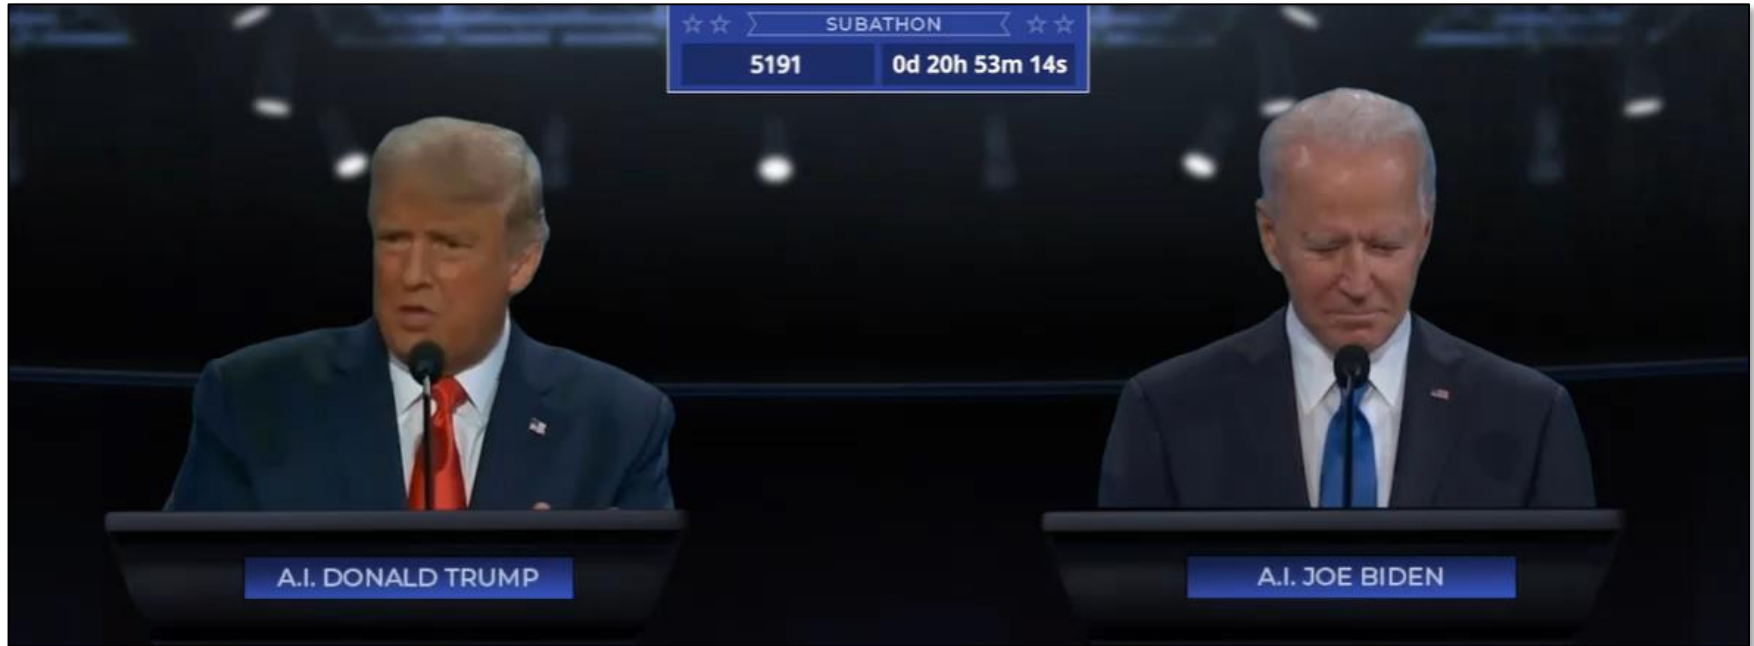 SUBATHON
5191 0d 20h 53m 14s
A.I. DONALD TRUMP
A.I. JOE BIDEN